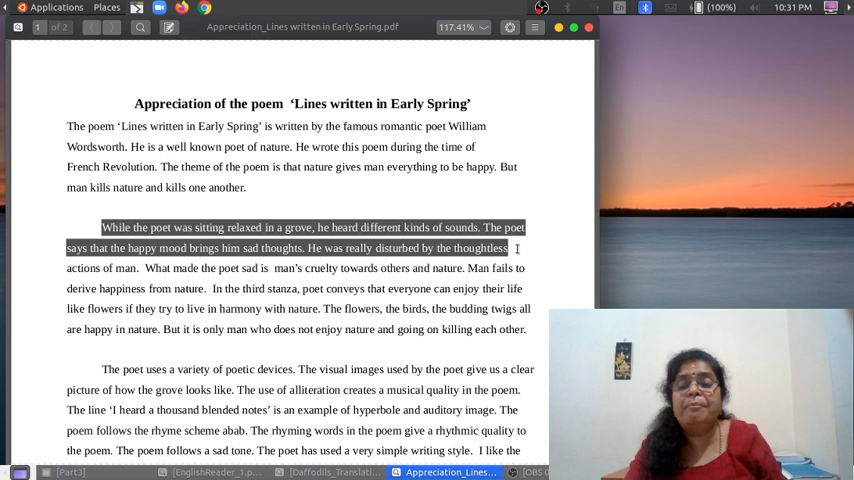 Applications Places En (100%) 10:31 PM
1 of 2 Appreciation_Lines written in Early Spring.pdf 117.41%
Appreciation of the poem ‘Lines written in Early Spring’
The poem ‘Lines written in Early Spring’ is written by the famous romantic poet William
Wordsworth. He is a well known poet of nature. He wrote this poem during the time of
French Revolution. The theme of the poem is that nature gives man everything to be happy. But
man kills nature and kills one another.
While the poet was sitting relaxed in a grove, he heard different kinds of sounds. The poet
says that the happy mood brings him sad thoughts. He was really disturbed by the thoughtless
actions of man. What made the poet sad is man’s cruelty towards others and nature. Man fails to
derive happiness from nature. In the third stanza, poet conveys that everyone can enjoy their life
like flowers if they try to live in harmony with nature. The flowers, the birds, the budding twigs all
are happy in nature. But it is only man who does not enjoy nature and going on killing each other.
The poet uses a variety of poetic devices. The visual images used by the poet give us a clear
picture of how the grove looks like. The use of alliteration creates a musical quality in the poem.
The line ‘I heard a thousand blended notes’ is an example of hyperbole and auditory image. The
poem follows the rhyme scheme abab. The rhyming words in the poem give a rhythmic quality to
the poem. The poem follows a sad tone. The poet has used a very simple writing style. I like the
[Part3] [EnglishReader_1.p... [Daffodils_Translati... Appreciation_Lines... [OBS